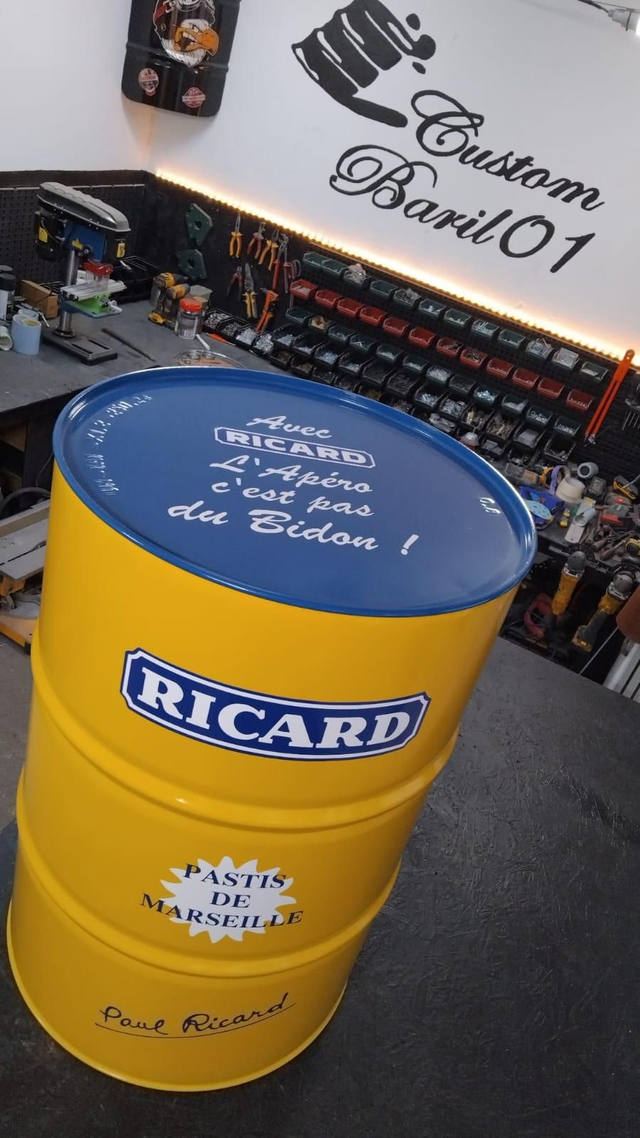 Custom
Baril01
Avec
RICARD
L'Apéro
c'est pas
du Bidon !
RICARD
PASTIS
DE
MARSEILLE
Paul Ricard